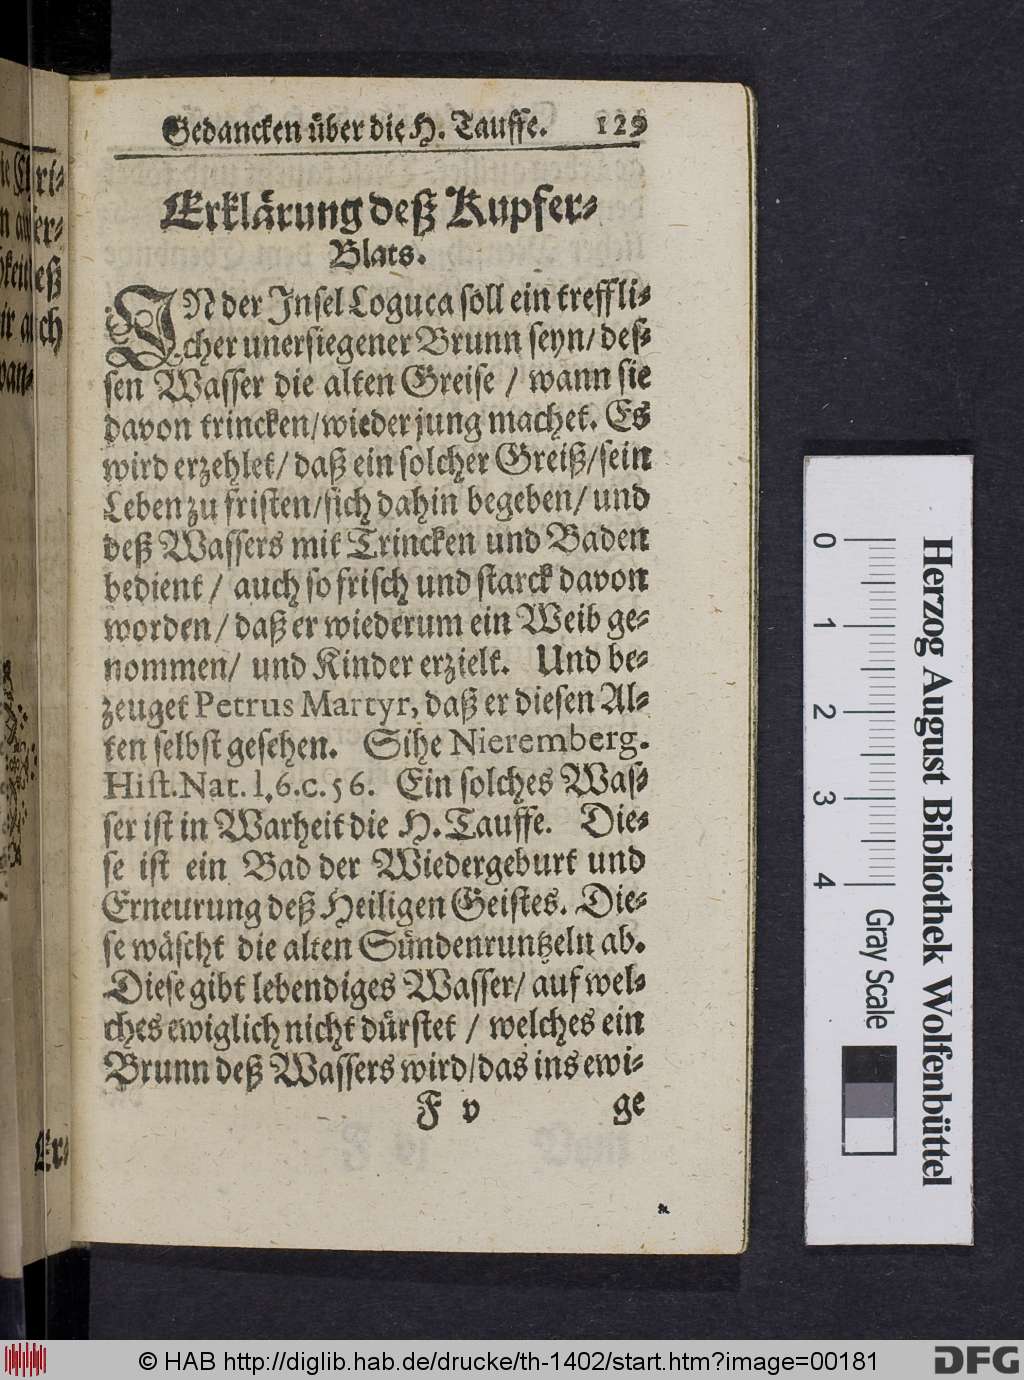 Gedancken über die H. Tauffe. 129
Erklärung deß Kupfer-
Blats.
IN der Insel Loguca soll ein treffli-
cher unersiegener Brunn seyn/ des-
sen Wasser die alten Greise / wann sie
davon trincken/wieder jung machet. Es
wird erzehlet/ daß ein solcher Greiß/sein
Leben zu fristen/sich dahin begeben/ und
deß Wassers mit Trincken und Baden
bedient / auch so frisch und starck davon
worden/ daß er wiederum ein Weib ge-
nommen/ und Kinder erzielt. Und be-
zeuget Petrus Martyr, daß er diesen Al-
ten selbst gesehen. Sihe Nieremberg.
Hist. Nat. l. 6. c. 56. Ein solches Was-
ser ist in Warheit die H. Tauffe. Die-
se ist ein Bad der Wiedergeburt und
Erneurung deß Heiligen Geistes. Die-
se wäscht die alten Sündenruntzeln ab.
Diese gibt lebendiges Wasser/ auf wel-
ches ewiglich nicht dürstet / welches ein
Brunn deß Wassers wird/das ins ewi-
F v ge
Er-
0 1 2 3 4
Gray Scale
Herzog August Bibliothek Wolfenbüttel
© HAB http://diglib.hab.de/drucke/th-1402/start.htm?image=00181
DFG